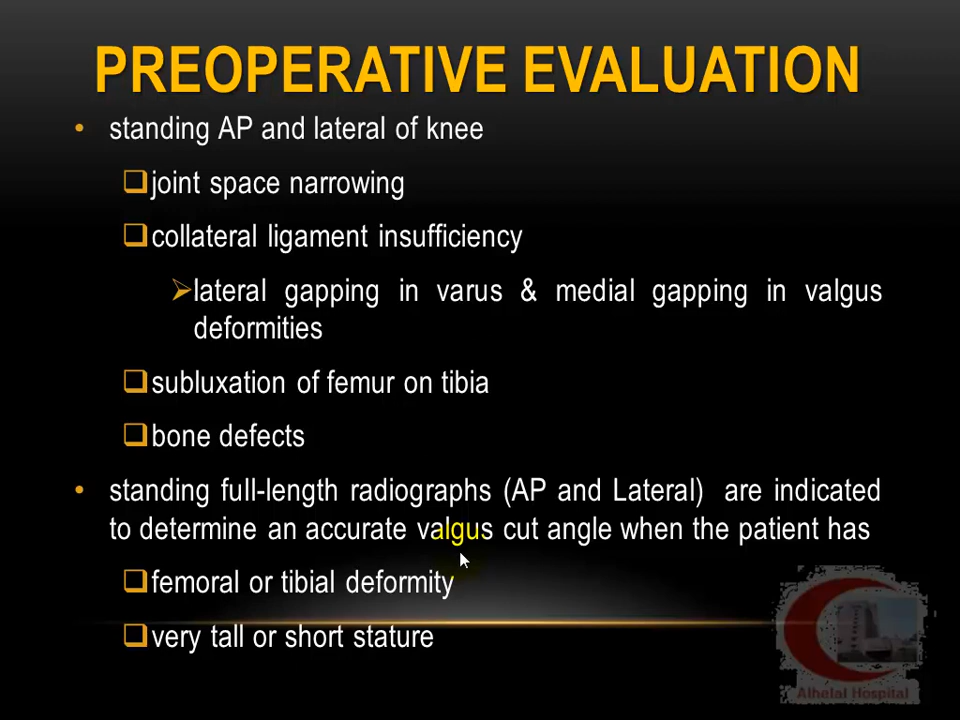 PREOPERATIVE EVALUATION
• standing AP and lateral of knee
❑joint space narrowing
❑collateral ligament insufficiency
➢lateral gapping in varus & medial gapping in valgus
deformities
❑subluxation of femur on tibia
❑bone defects
• standing full-length radiographs (AP and Lateral) are indicated
to determine an accurate valgus cut angle when the patient has
❑femoral or tibial deformity
❑very tall or short stature
Alhelal Hospital